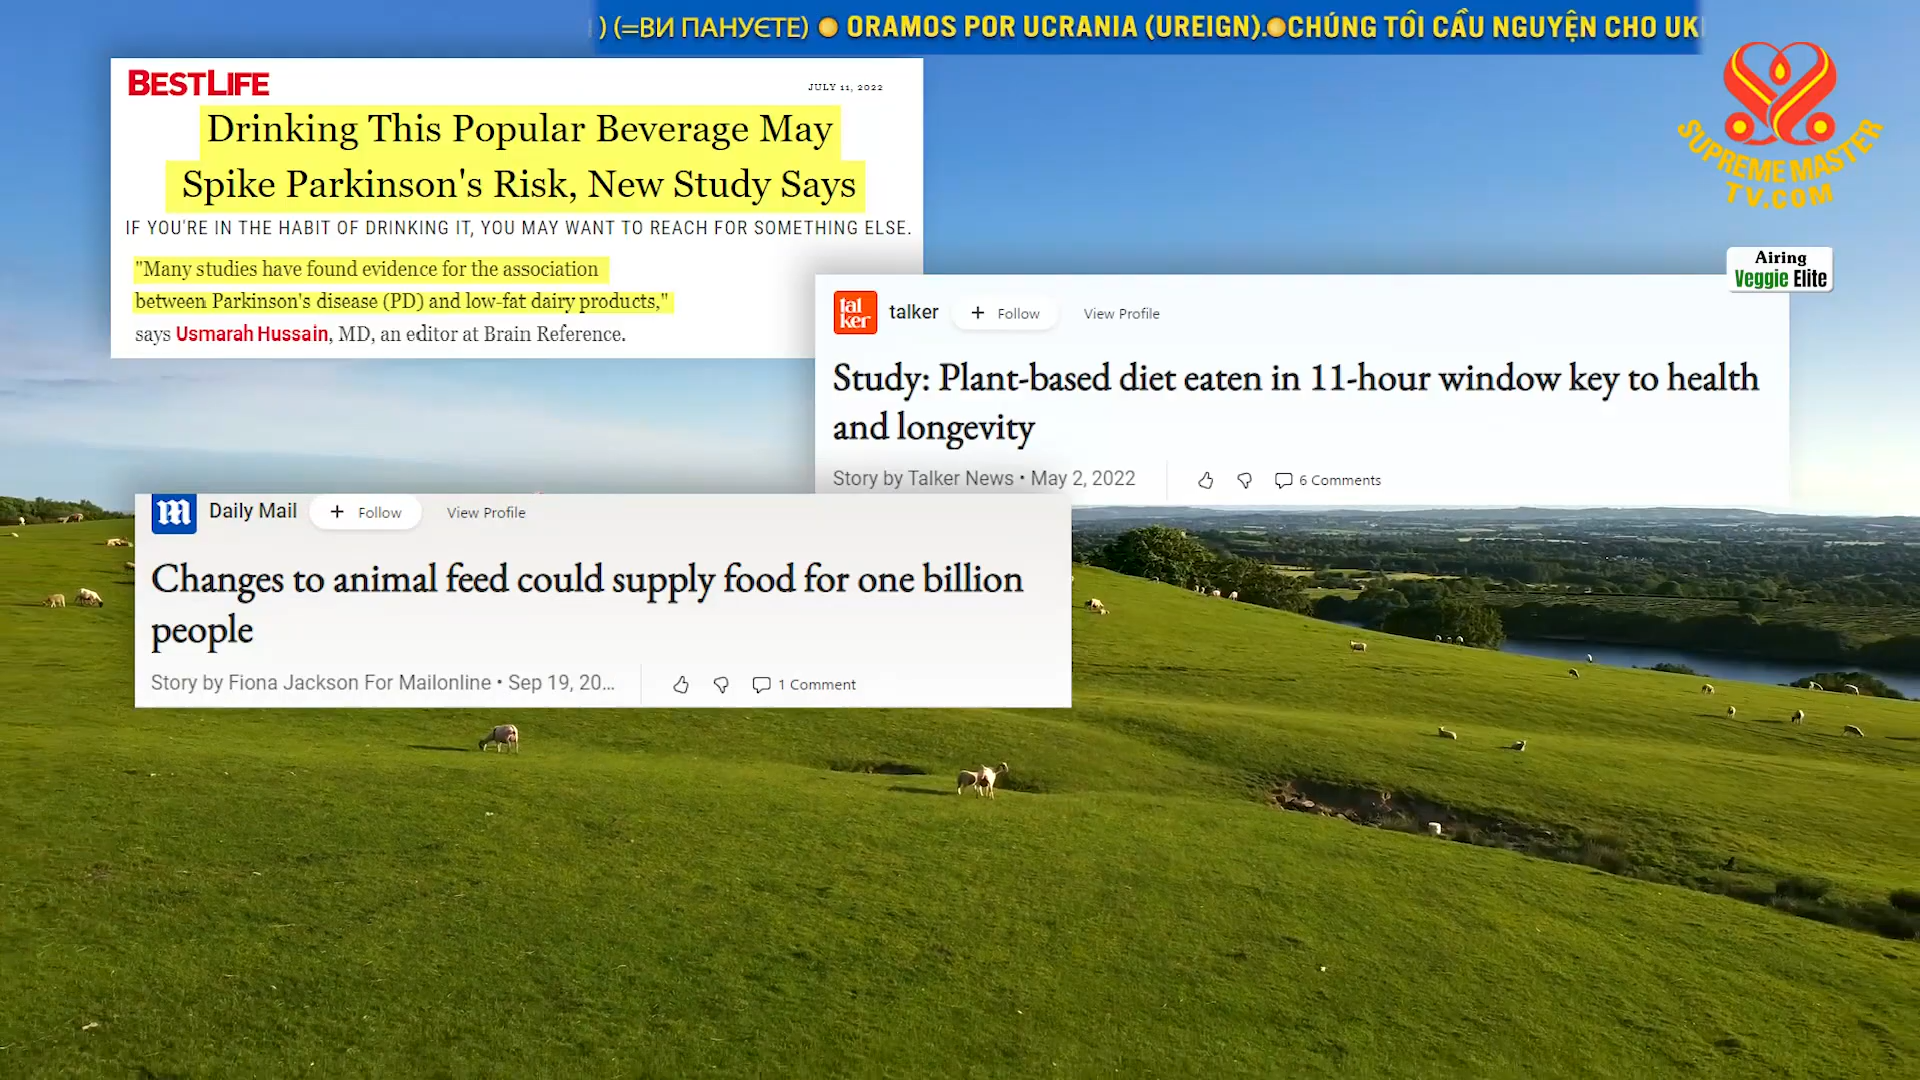 ) (=ВИ ПАНУЄТЕ) ORAMOS POR UCRANIA (UREIGN). CHÚNG TÔI CẦU NGUYỆN CHO
SUPREME MASTER
TV.COM
Airing
Veggie Elite
BESTLIFE
JULY 11, 2022
Drinking This Popular Beverage May
Spike Parkinson's Risk, New Study Says
IF YOU'RE IN THE HABIT OF DRINKING IT, YOU MAY WANT TO REACH FOR SOMETHING ELSE.
"Many studies have found evidence for the association
between Parkinson's disease (PD) and low-fat dairy products,"
says Usmarah Hussain, MD, an editor at Brain Reference.
tal
ker
talker + Follow View Profile
Study: Plant-based diet eaten in 11-hour window key to health
and longevity
Story by Talker News • May 2, 2022 6 Comments
m Daily Mail + Follow View Profile
Changes to animal feed could supply food for one billion
people
Story by Fiona Jackson For Mailonline • Sep 19, 20... 1 Comment